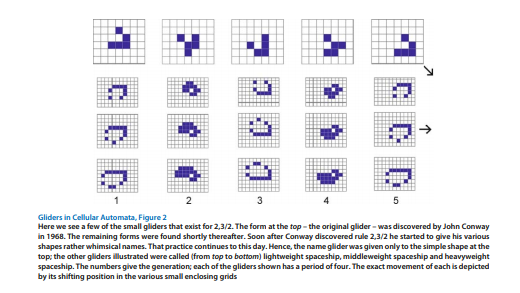 1 2 3 4 5
Gliders in Cellular Automata, Figure 2
Here we see a few of the small gliders that exist for 2,3/2. The form at the top – the original glider – was discovered by John Conway
in 1968. The remaining forms were found shortly thereafter. Soon after Conway discovered rule 2,3/2 he started to give his various
shapes rather whimsical names. That practice continues to this day. Hence, the name glider was given only to the simple shape at the
top; the other gliders illustrated were called (from top to bottom) lightweight spaceship, middleweight spaceship and heavyweight
spaceship. The numbers give the generation; each of the gliders shown has a period of four. The exact movement of each is depicted
by its shifting position in the various small enclosing grids